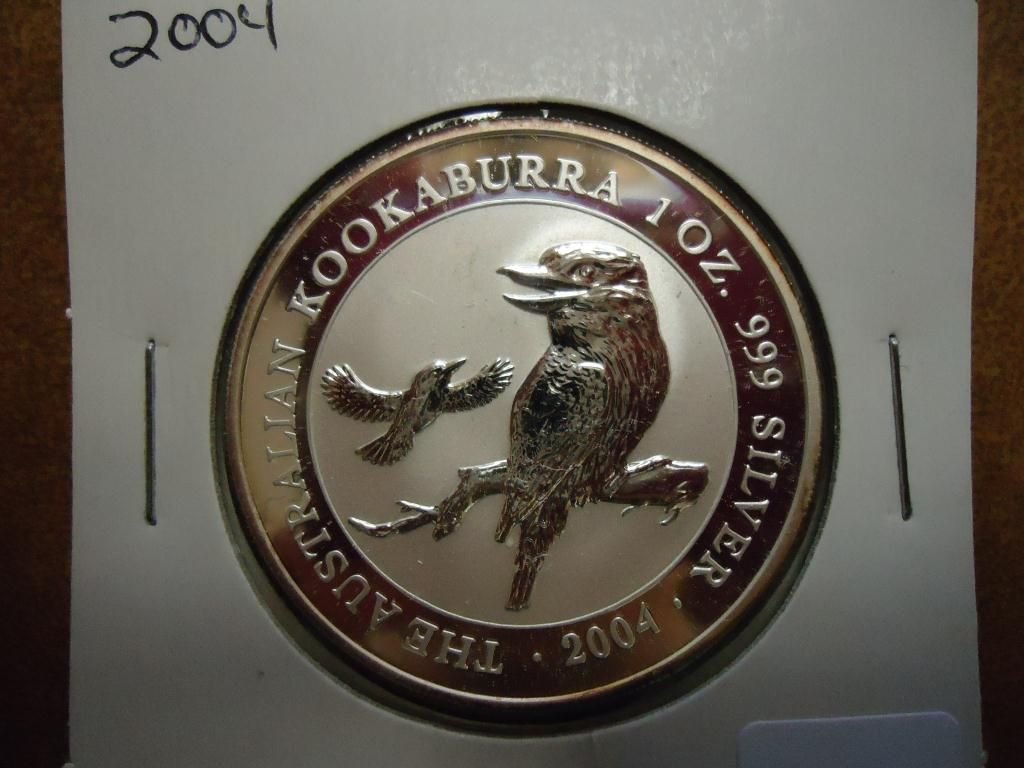 2004
THE AUSTRALIAN KOOKABURRA 1 OZ. 999 SILVER
· 2004 ·